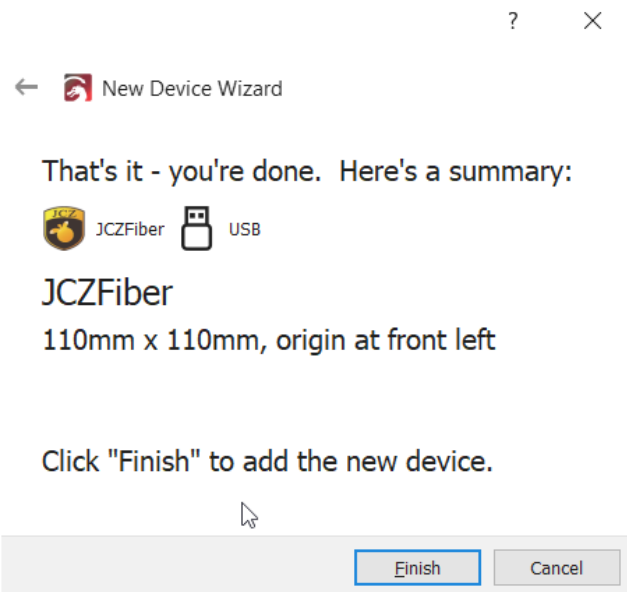 ?
New Device Wizard
That's it - you're done. Here's a summary:
JCZ
JCZFiber USB
JCZFiber
110mm x 110mm, origin at front left
Click "Finish" to add the new device.
Finish Cancel